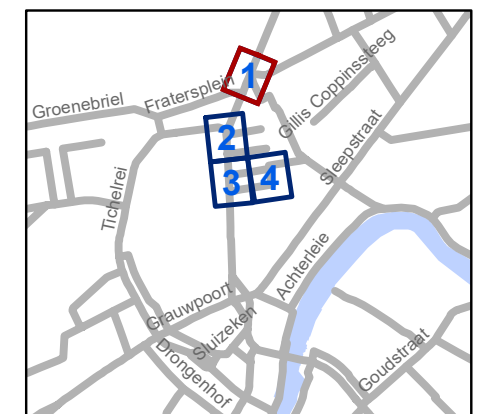 Groenebriel
Fratersplein
1
Gillis Coppinssteeg
2
3
4
Sleepstraat
Tichelrei
Achterleie
Grauwpoort
Sluizeken
Drongenhof
Goudstraat